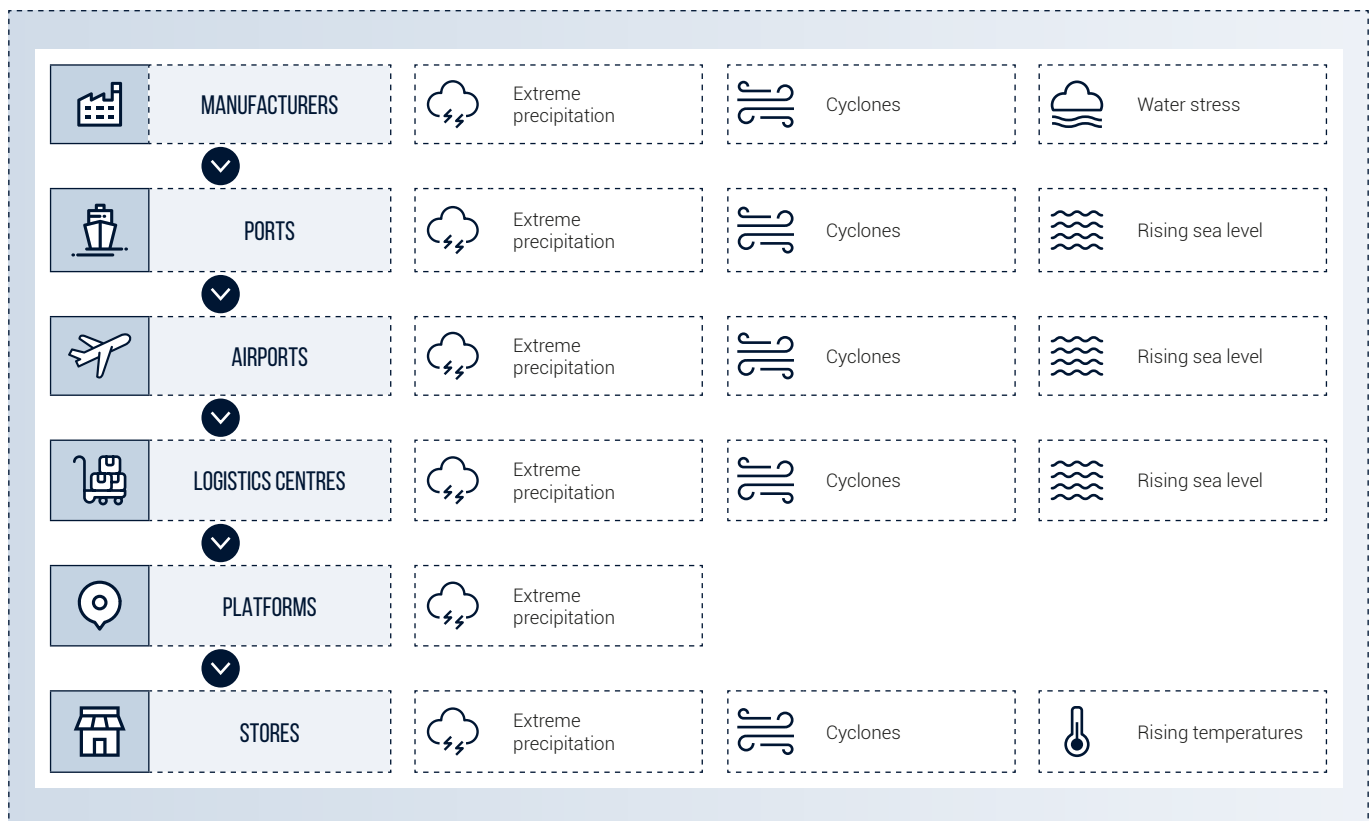 MANUFACTURERS
Extreme
precipitation
Cyclones
Water stress
PORTS
Extreme
precipitation
Cyclones
Rising sea level
AIRPORTS
Extreme
precipitation
Cyclones
Rising sea level
LOGISTICS CENTRES
Extreme
precipitation
Cyclones
Rising sea level
PLATFORMS
Extreme
precipitation
STORES
Extreme
precipitation
Cyclones
Rising temperatures